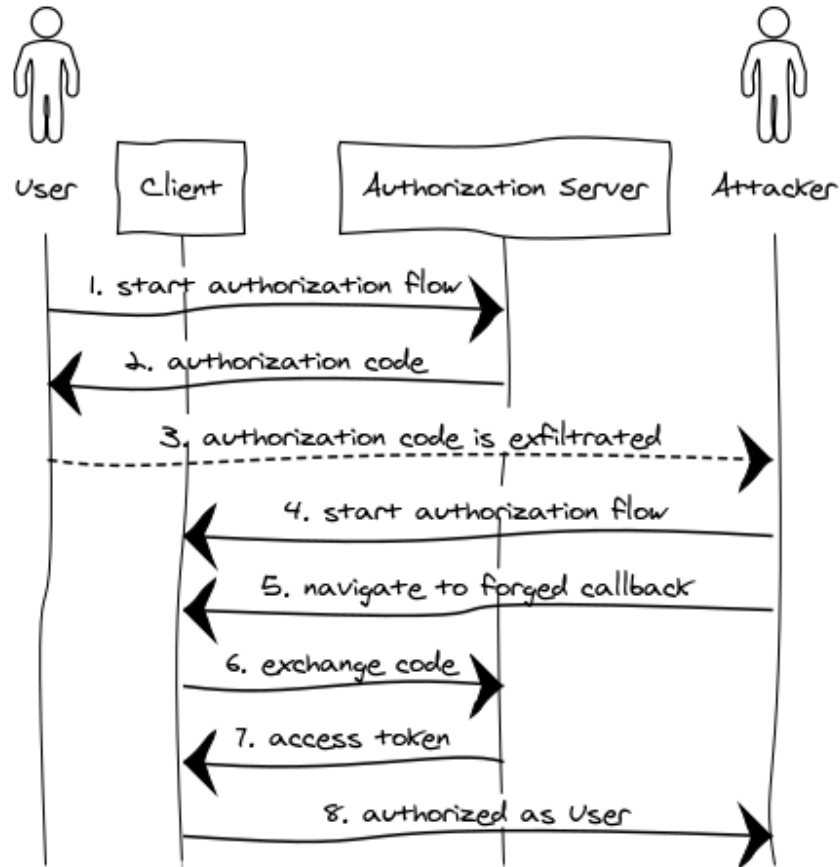 User
Client
Authorization Server
Attacker
1. start authorization flow
2. authorization code
3. authorization code is exfiltrated
4. start authorization flow
5. navigate to forged callback
6. exchange code
7. access token
8. authorized as User